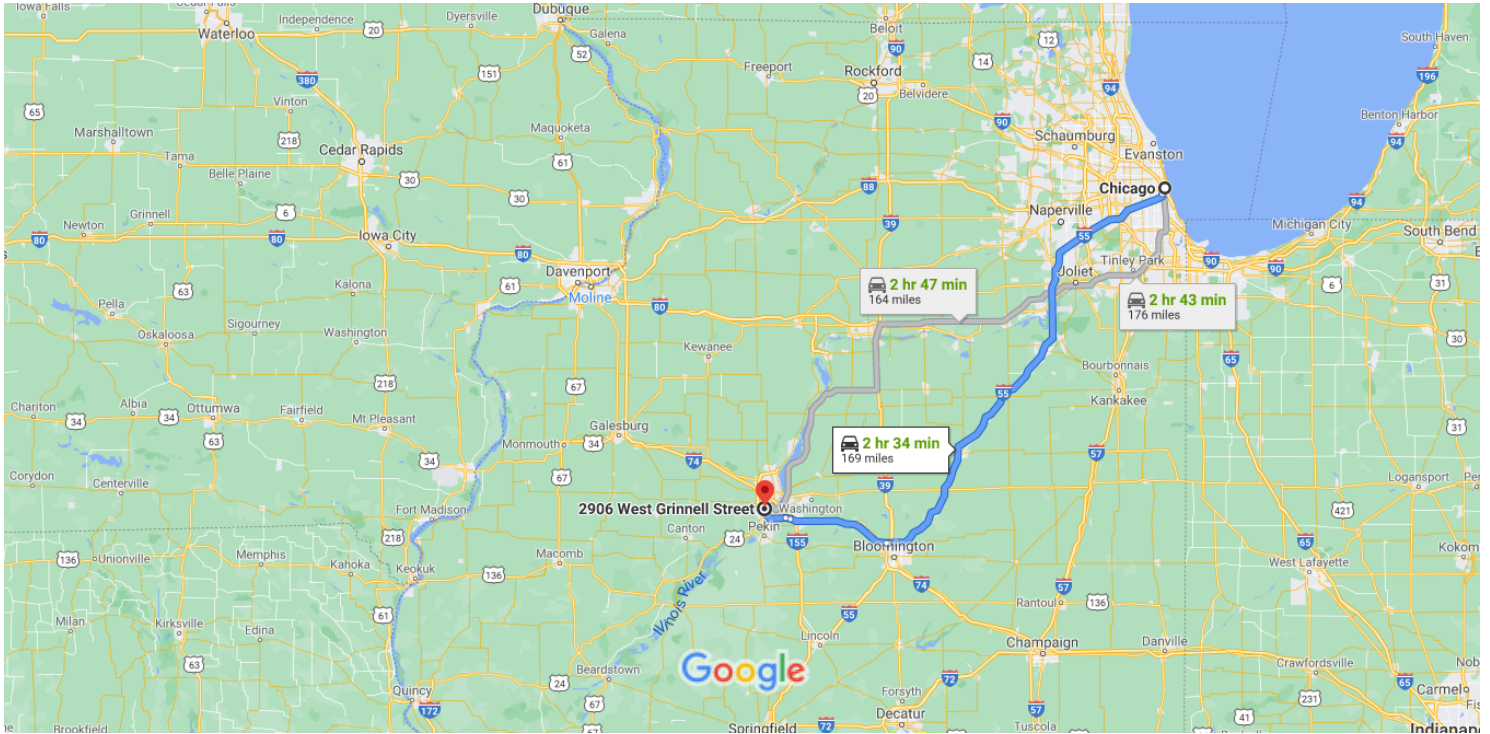 Iowa Falls
Cedar Falls
Waterloo
Independence
20
Dyersville
Dubuque
Galena
52
Freeport
Beloit
90
Rockford
20
Belvidere
14
12
94
South Haven
196
65
380
Vinton
151
Marshalltown
218
Maquoketa
61
90
Schaumburg
Evanston
Benton Harbor
94
Tama
Cedar Rapids
Belle Plaine
30
30
88
Chicago
94
Newton
Grinnell
6
80
80
Iowa City
80
39
Naperville
55
Michigan City
South Bend
90
90
6
Davenport
Moline
61
Joliet
Tinley Park
2 hr 47 min
164 miles
2 hr 43 min
176 miles
Kalona
63
Pella
Oskaloosa
Sigourney
Washington
80
31
30
Kewanee
65
218
67
Bourbonnais
Kankakee
55
Chariton
34
Albia
34
Ottumwa
63
Fairfield
Mt Pleasant
34
Monmouth
34
Galesburg
74
2 hr 34 min
169 miles
57
65
Logansport
Corydon
Centerville
67
39
2906 West Grinnell Street
Washington
Fort Madison
Canton
Pekin
24
155
Bloomington
421
218
136
Unionville
Memphis
Kahoka
Keokuk
136
Macomb
65
Kokom
West Lafayette
74
57
136
Rantoul
Illinois River
61
Milan
Kirksville
Edina
63
55
Lincoln
Champaign
Danville
Crawfordsville
Google
Beardstown
24
67
Quincy
172
72
Forsyth
Decatur
57
Tuscola
231
65
Carmel
41
Brookfield
Springfield
72
Indianap